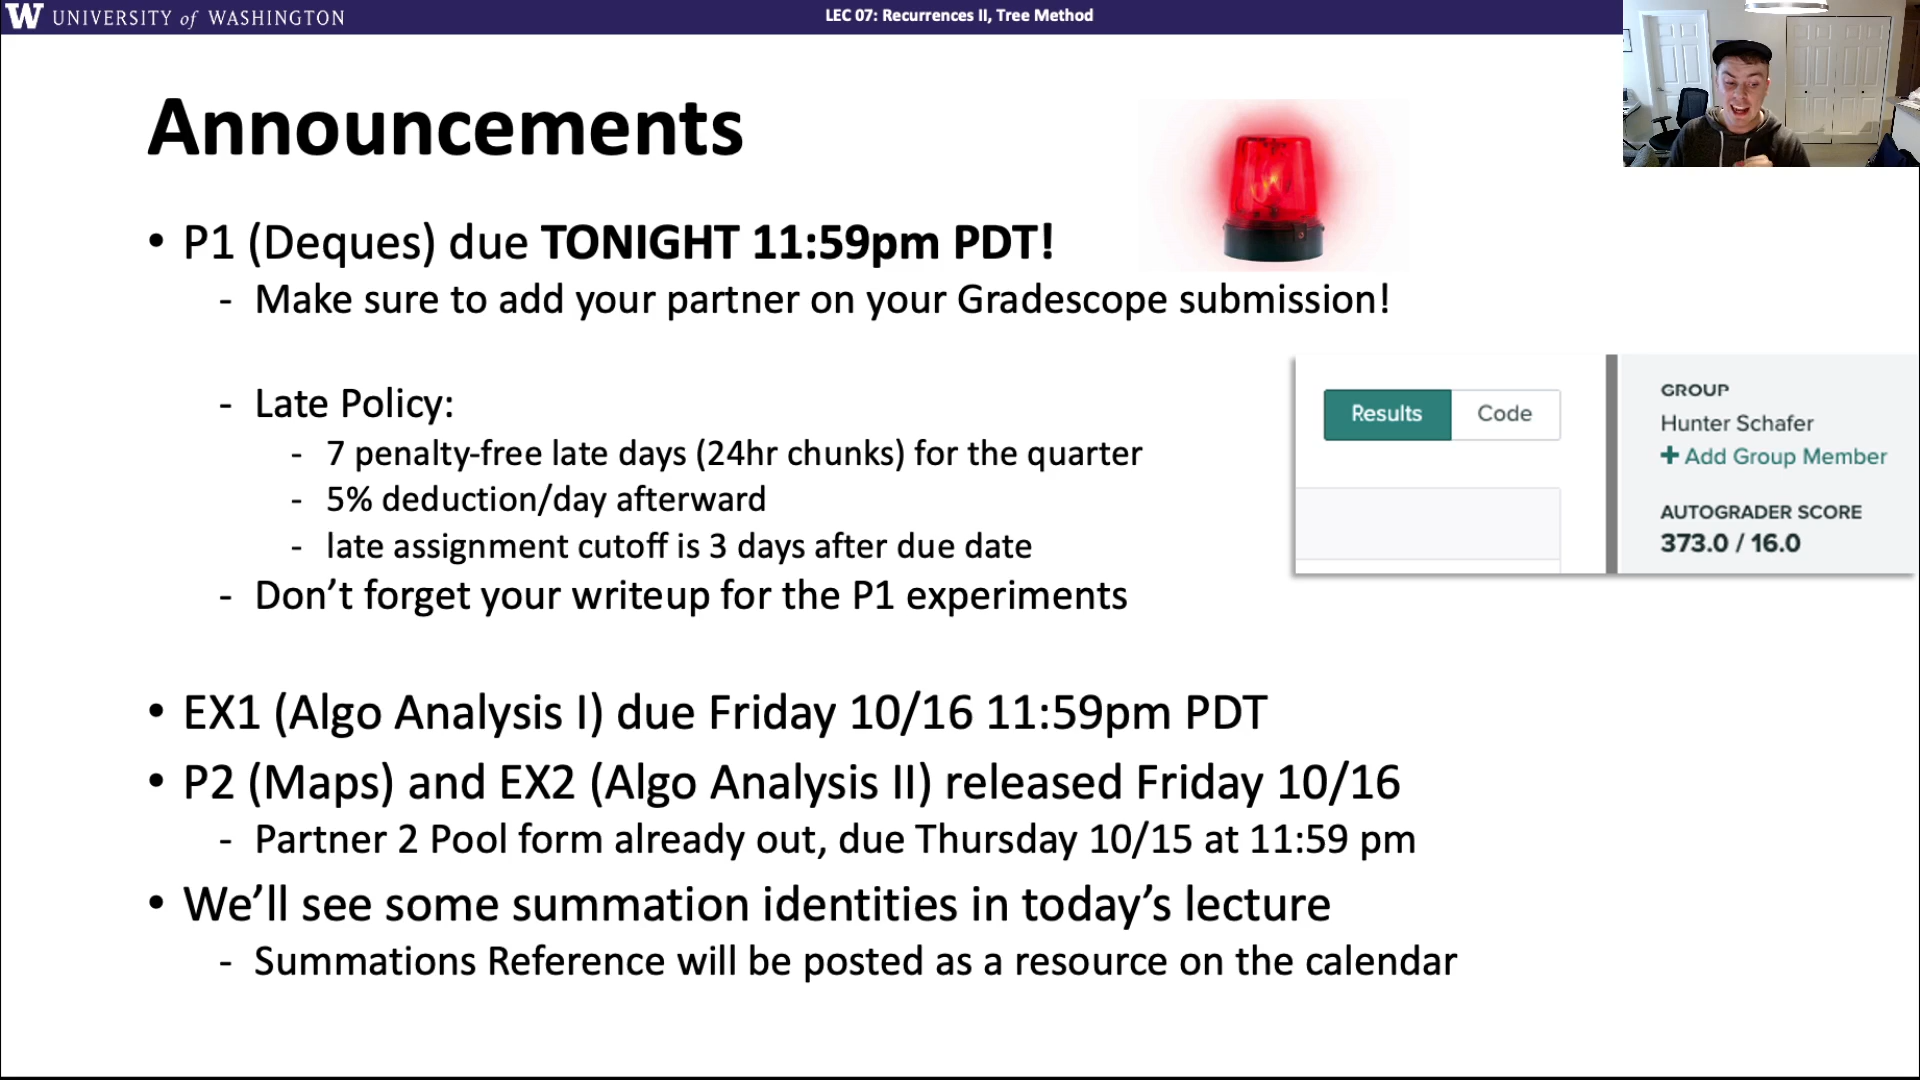 W UNIVERSITY of WASHINGTON
LEC 07: Recurrences II, Tree Method
Announcements
• P1 (Deques) due TONIGHT 11:59pm PDT!
- Make sure to add your partner on your Gradescope submission!
- Late Policy:
- 7 penalty-free late days (24hr chunks) for the quarter
- 5% deduction/day afterward
- late assignment cutoff is 3 days after due date
- Don’t forget your writeup for the P1 experiments
Results Code
GROUP
Hunter Schafer
+ Add Group Member
AUTOGRADER SCORE
373.0 / 16.0
• EX1 (Algo Analysis I) due Friday 10/16 11:59pm PDT
• P2 (Maps) and EX2 (Algo Analysis II) released Friday 10/16
- Partner 2 Pool form already out, due Thursday 10/15 at 11:59 pm
• We’ll see some summation identities in today’s lecture
- Summations Reference will be posted as a resource on the calendar